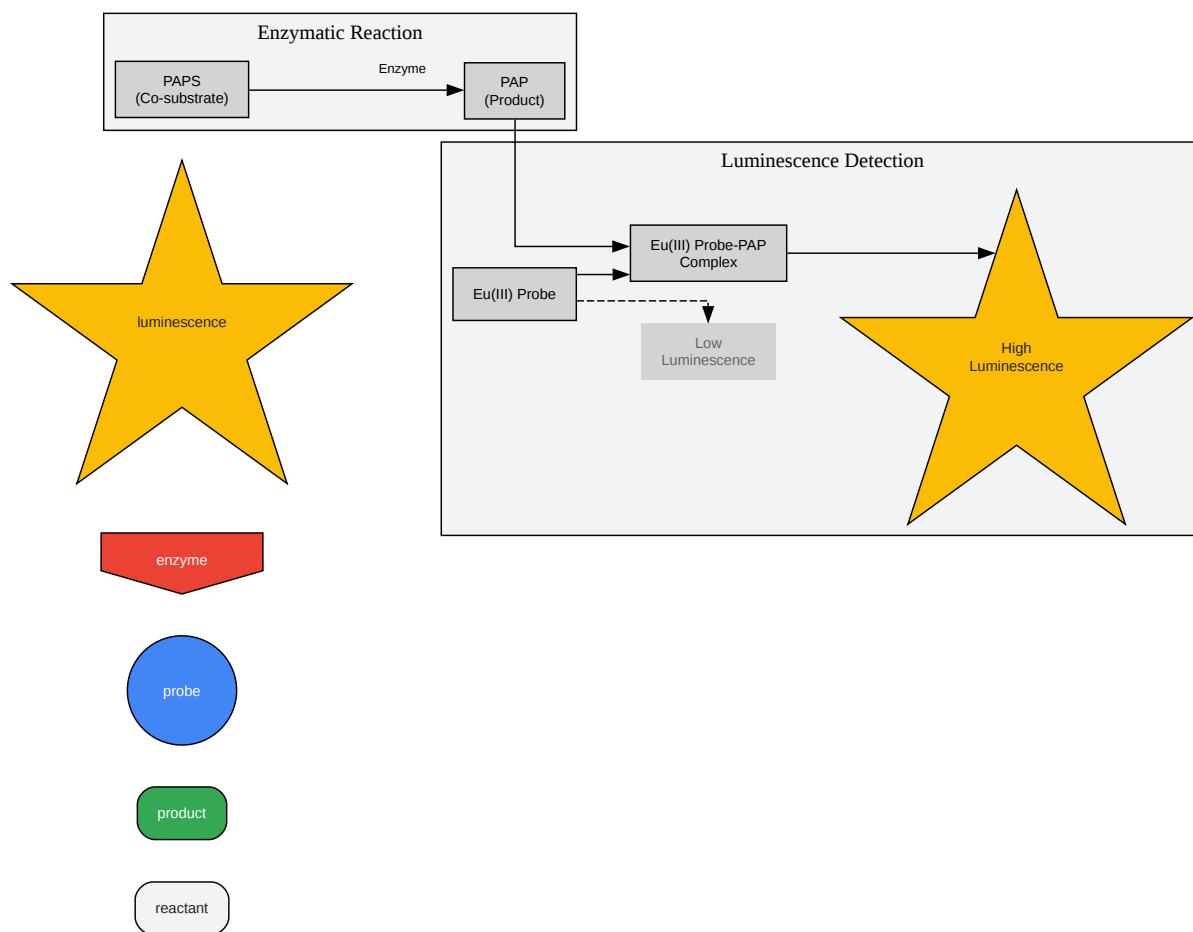 Enzymatic Reaction
PAPS
(Co-substrate)
Enzyme
PAP
(Product)
Luminescence Detection
Eu(III) Probe-PAP
Complex
Eu(III) Probe
Low
Luminescence
High
Luminescence
luminescence
enzyme
probe
product
reactant